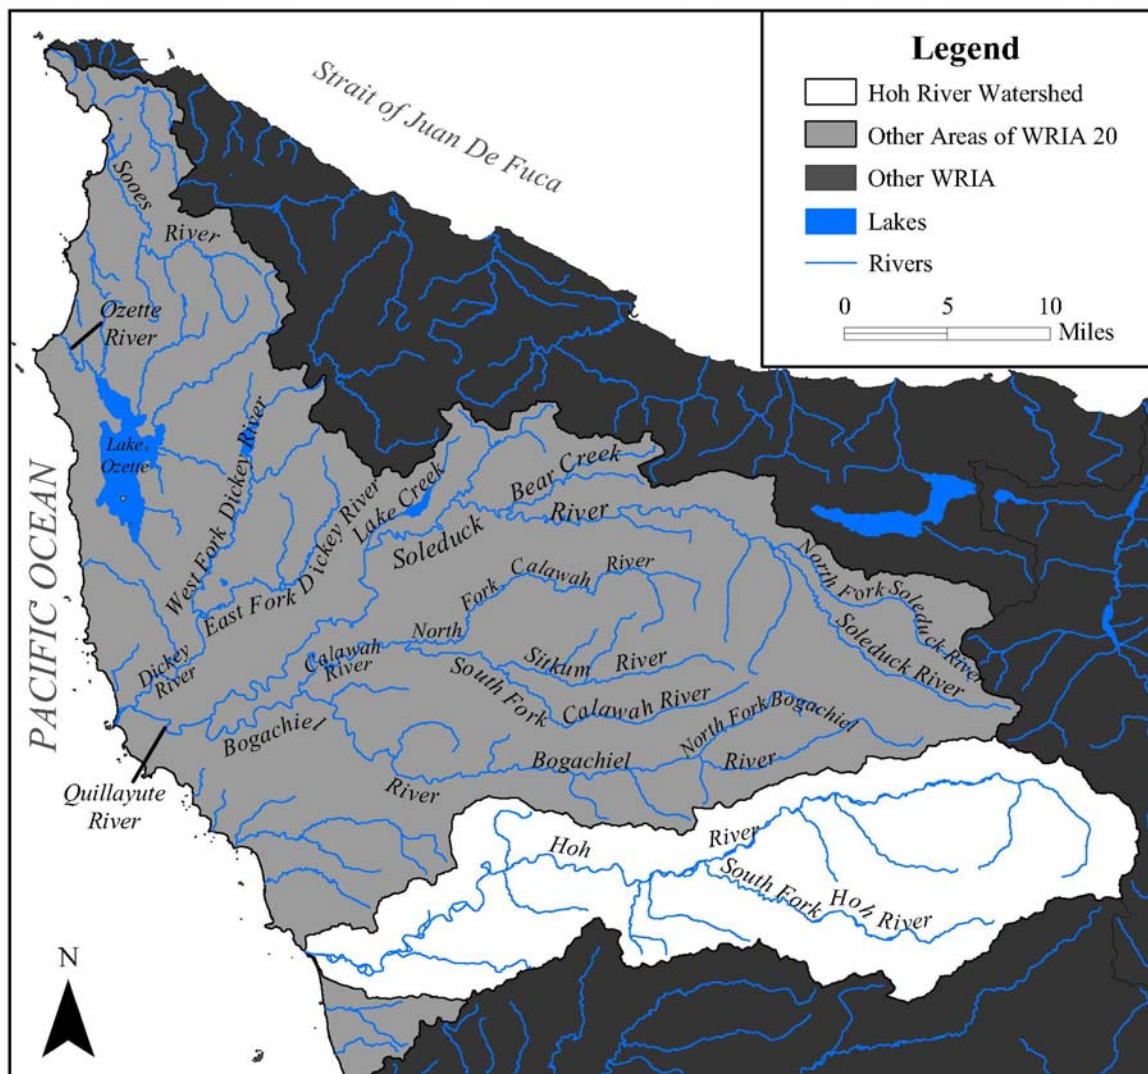 Legend
Hoh River Watershed
Other Areas of WRIA 20
Other WRIA
Lakes
Rivers
0 5 10
Miles
Strait of Juan De Fuca
PACIFIC OCEAN
Sooes
River
Ozette
River
Lake
Ozette
West Fork Dickey River
East Fork Dickey River
Lake Creek
Bear Creek
Soleduck
River
North Fork Soleduck River
Soleduck River
North Fork Calawah River
Sitkum River
South Fork Calawah River
Calawah
River
Dickey
River
Bogachiel
River
Bogachiel
River
North Fork Bogachiel
Quillayute
River
Hoh
River
South Fork Hoh River
N